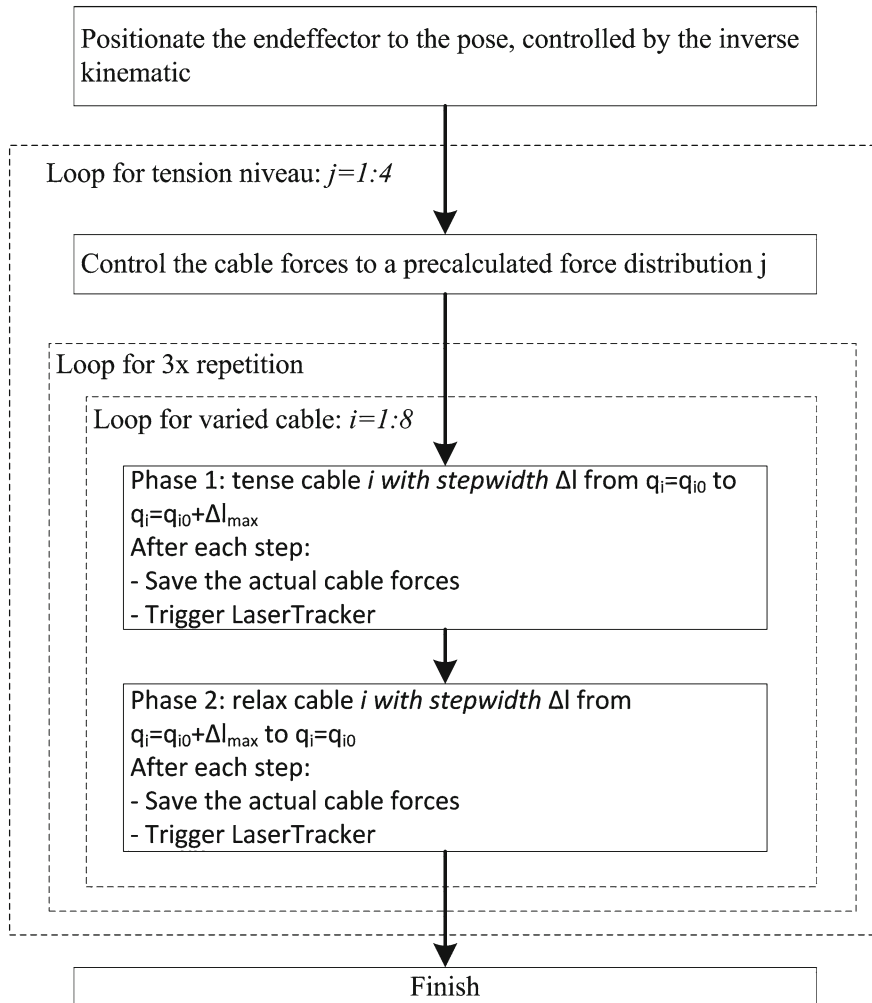 Positionate the endeffector to the pose, controlled by the inverse
kinematic
Loop for tension niveau: j=1:4
Control the cable forces to a precalculated force distribution j
Loop for 3x repetition
Loop for varied cable: i=1:8
Phase 1: tense cable i with stepwidth Δl from qi=qi0 to
qi=qi0+Δlmax
After each step:
- Save the actual cable forces
- Trigger LaserTracker
Phase 2: relax cable i with stepwidth Δl from
qi=qi0+Δlmax to qi=qi0
After each step:
- Save the actual cable forces
- Trigger LaserTracker
Finish